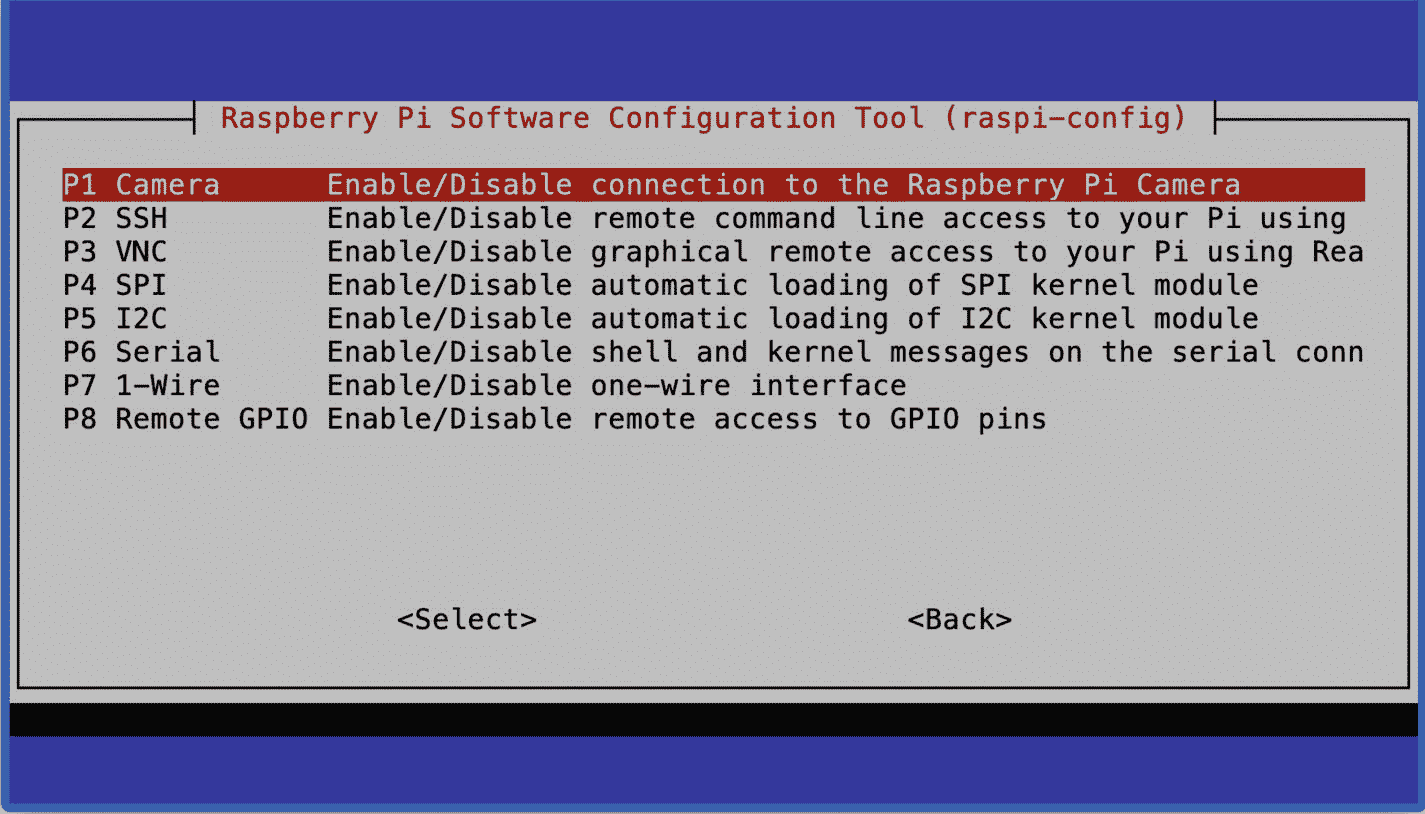 Raspberry Pi Software Configuration Tool (raspi-config)
P1 Camera Enable/Disable connection to the Raspberry Pi Camera
P2 SSH Enable/Disable remote command line access to your Pi using
P3 VNC Enable/Disable graphical remote access to your Pi using Rea
P4 SPI Enable/Disable automatic loading of SPI kernel module
P5 I2C Enable/Disable automatic loading of I2C kernel module
P6 Serial Enable/Disable shell and kernel messages on the serial conn
P7 1-Wire Enable/Disable one-wire interface
P8 Remote GPIO Enable/Disable remote access to GPIO pins
<Select> <Back>